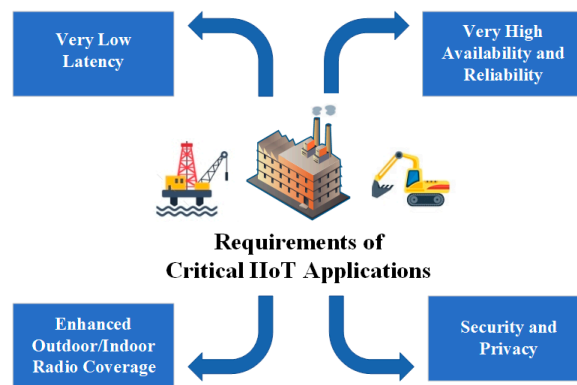 Very Low
Latency
Very High
Availability and
Reliability
Requirements of
Critical IIoT Applications
Enhanced
Outdoor/Indoor
Radio Coverage
Security and
Privacy